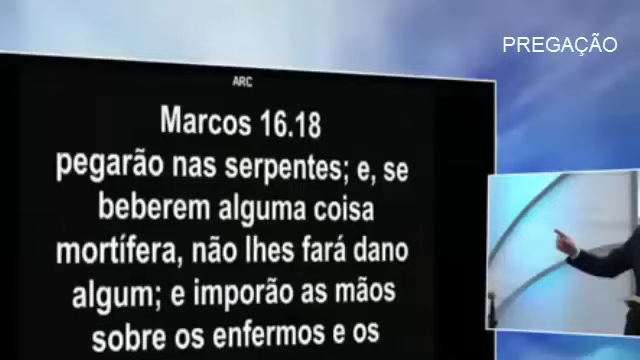 PREGAÇÃO
ARC
Marcos 16.18
pegarão nas serpentes; e, se
beberem alguma coisa
mortífera, não lhes fará dano
algum; e imporão as mãos
sobre os enfermos e os